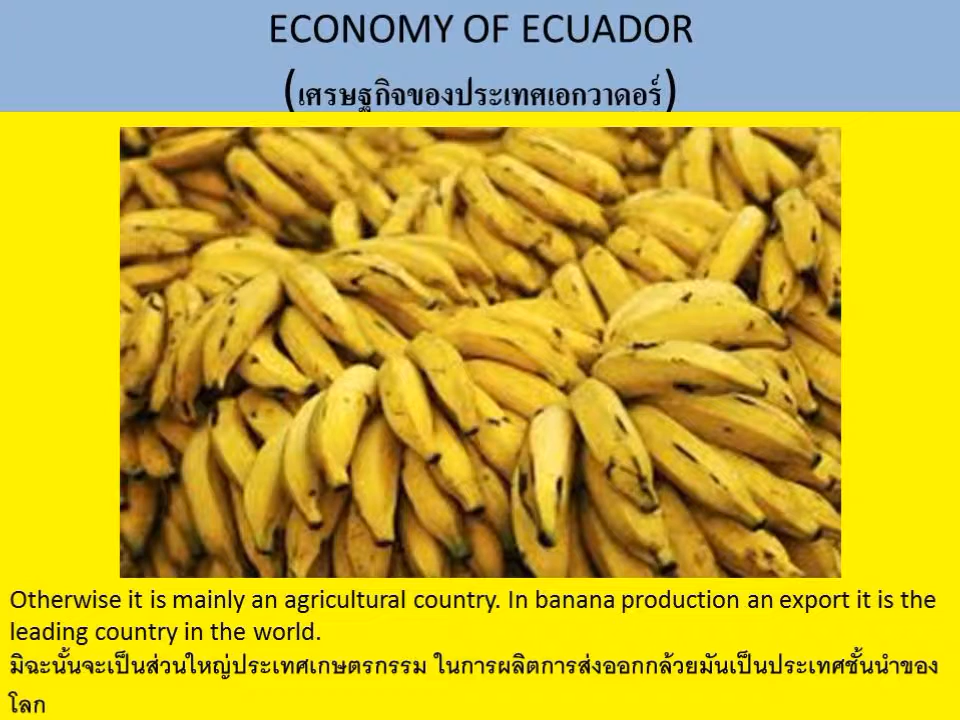 ECONOMY OF ECUADOR
(เศรษฐกิจของประเทศเอกวาดอร์)
Otherwise it is mainly an agricultural country. In banana production an export it is the
leading country in the world.
มิฉะนั้นจะเป็นส่วนใหญ่ประเทศเกษตรกรรม ในการผลิตการส่งออกกล้วยมันเป็นประเทศชั้นนำของ
โลก